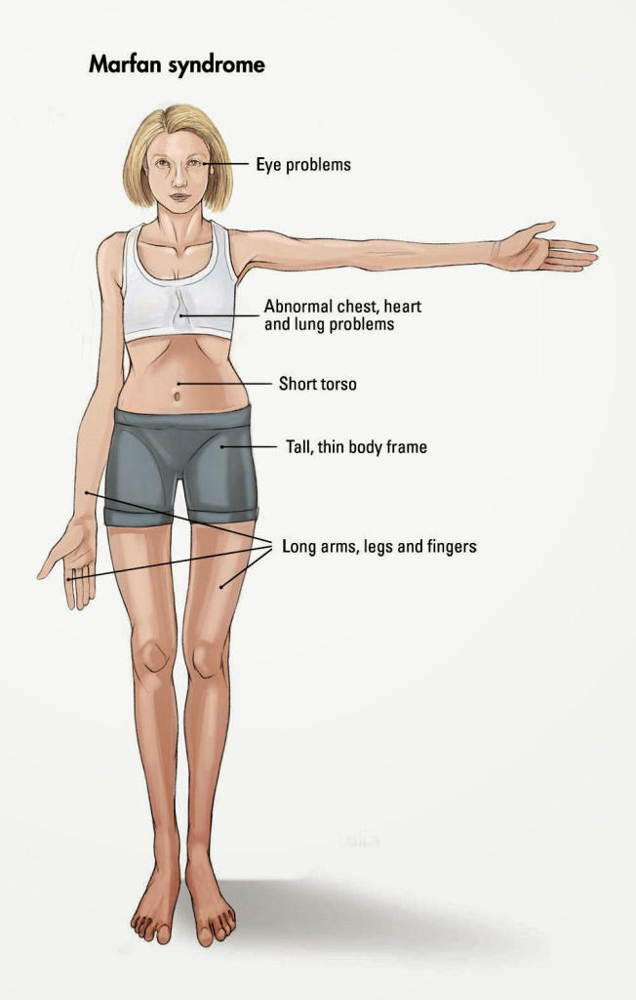 Marfan syndrome
Eye problems
Abnormal chest, heart
and lung problems
Short torso
Tall, thin body frame
Long arms, legs and fingers